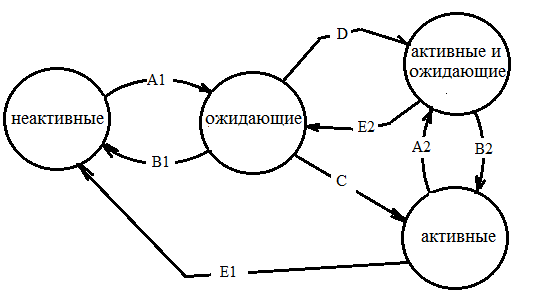 D
активные и
ожидающие
A1
неактивные
ожидающие
E2
B1
A2
B2
C
активные
E1